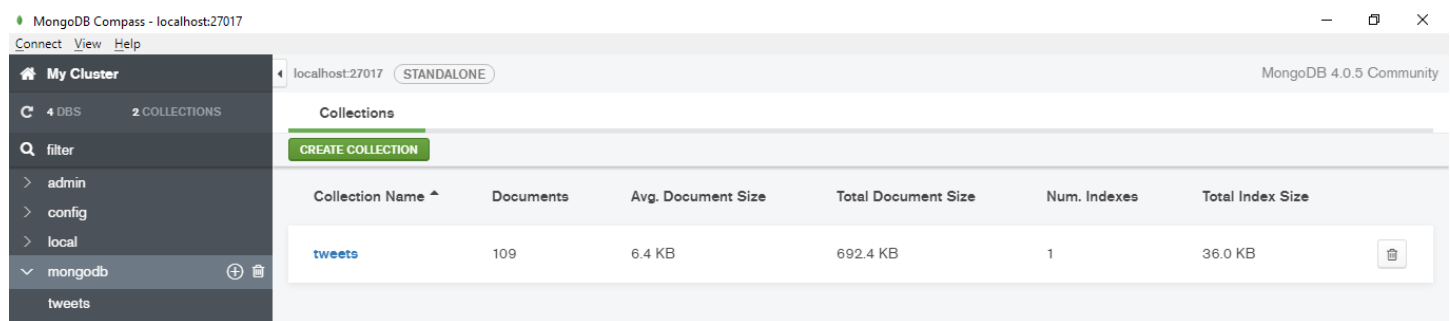 MongoDB Compass - localhost:27017
Connect View Help
My Cluster
localhost:27017 STANDALONE MongoDB 4.0.5 Community
4 DBS 2 COLLECTIONS
Collections
filter
CREATE COLLECTION
admin
config
local
mongodb
tweets
Collection Name Documents Avg. Document Size Total Document Size Num. Indexes Total Index Size
tweets 109 6.4 KB 692.4 KB 1 36.0 KB